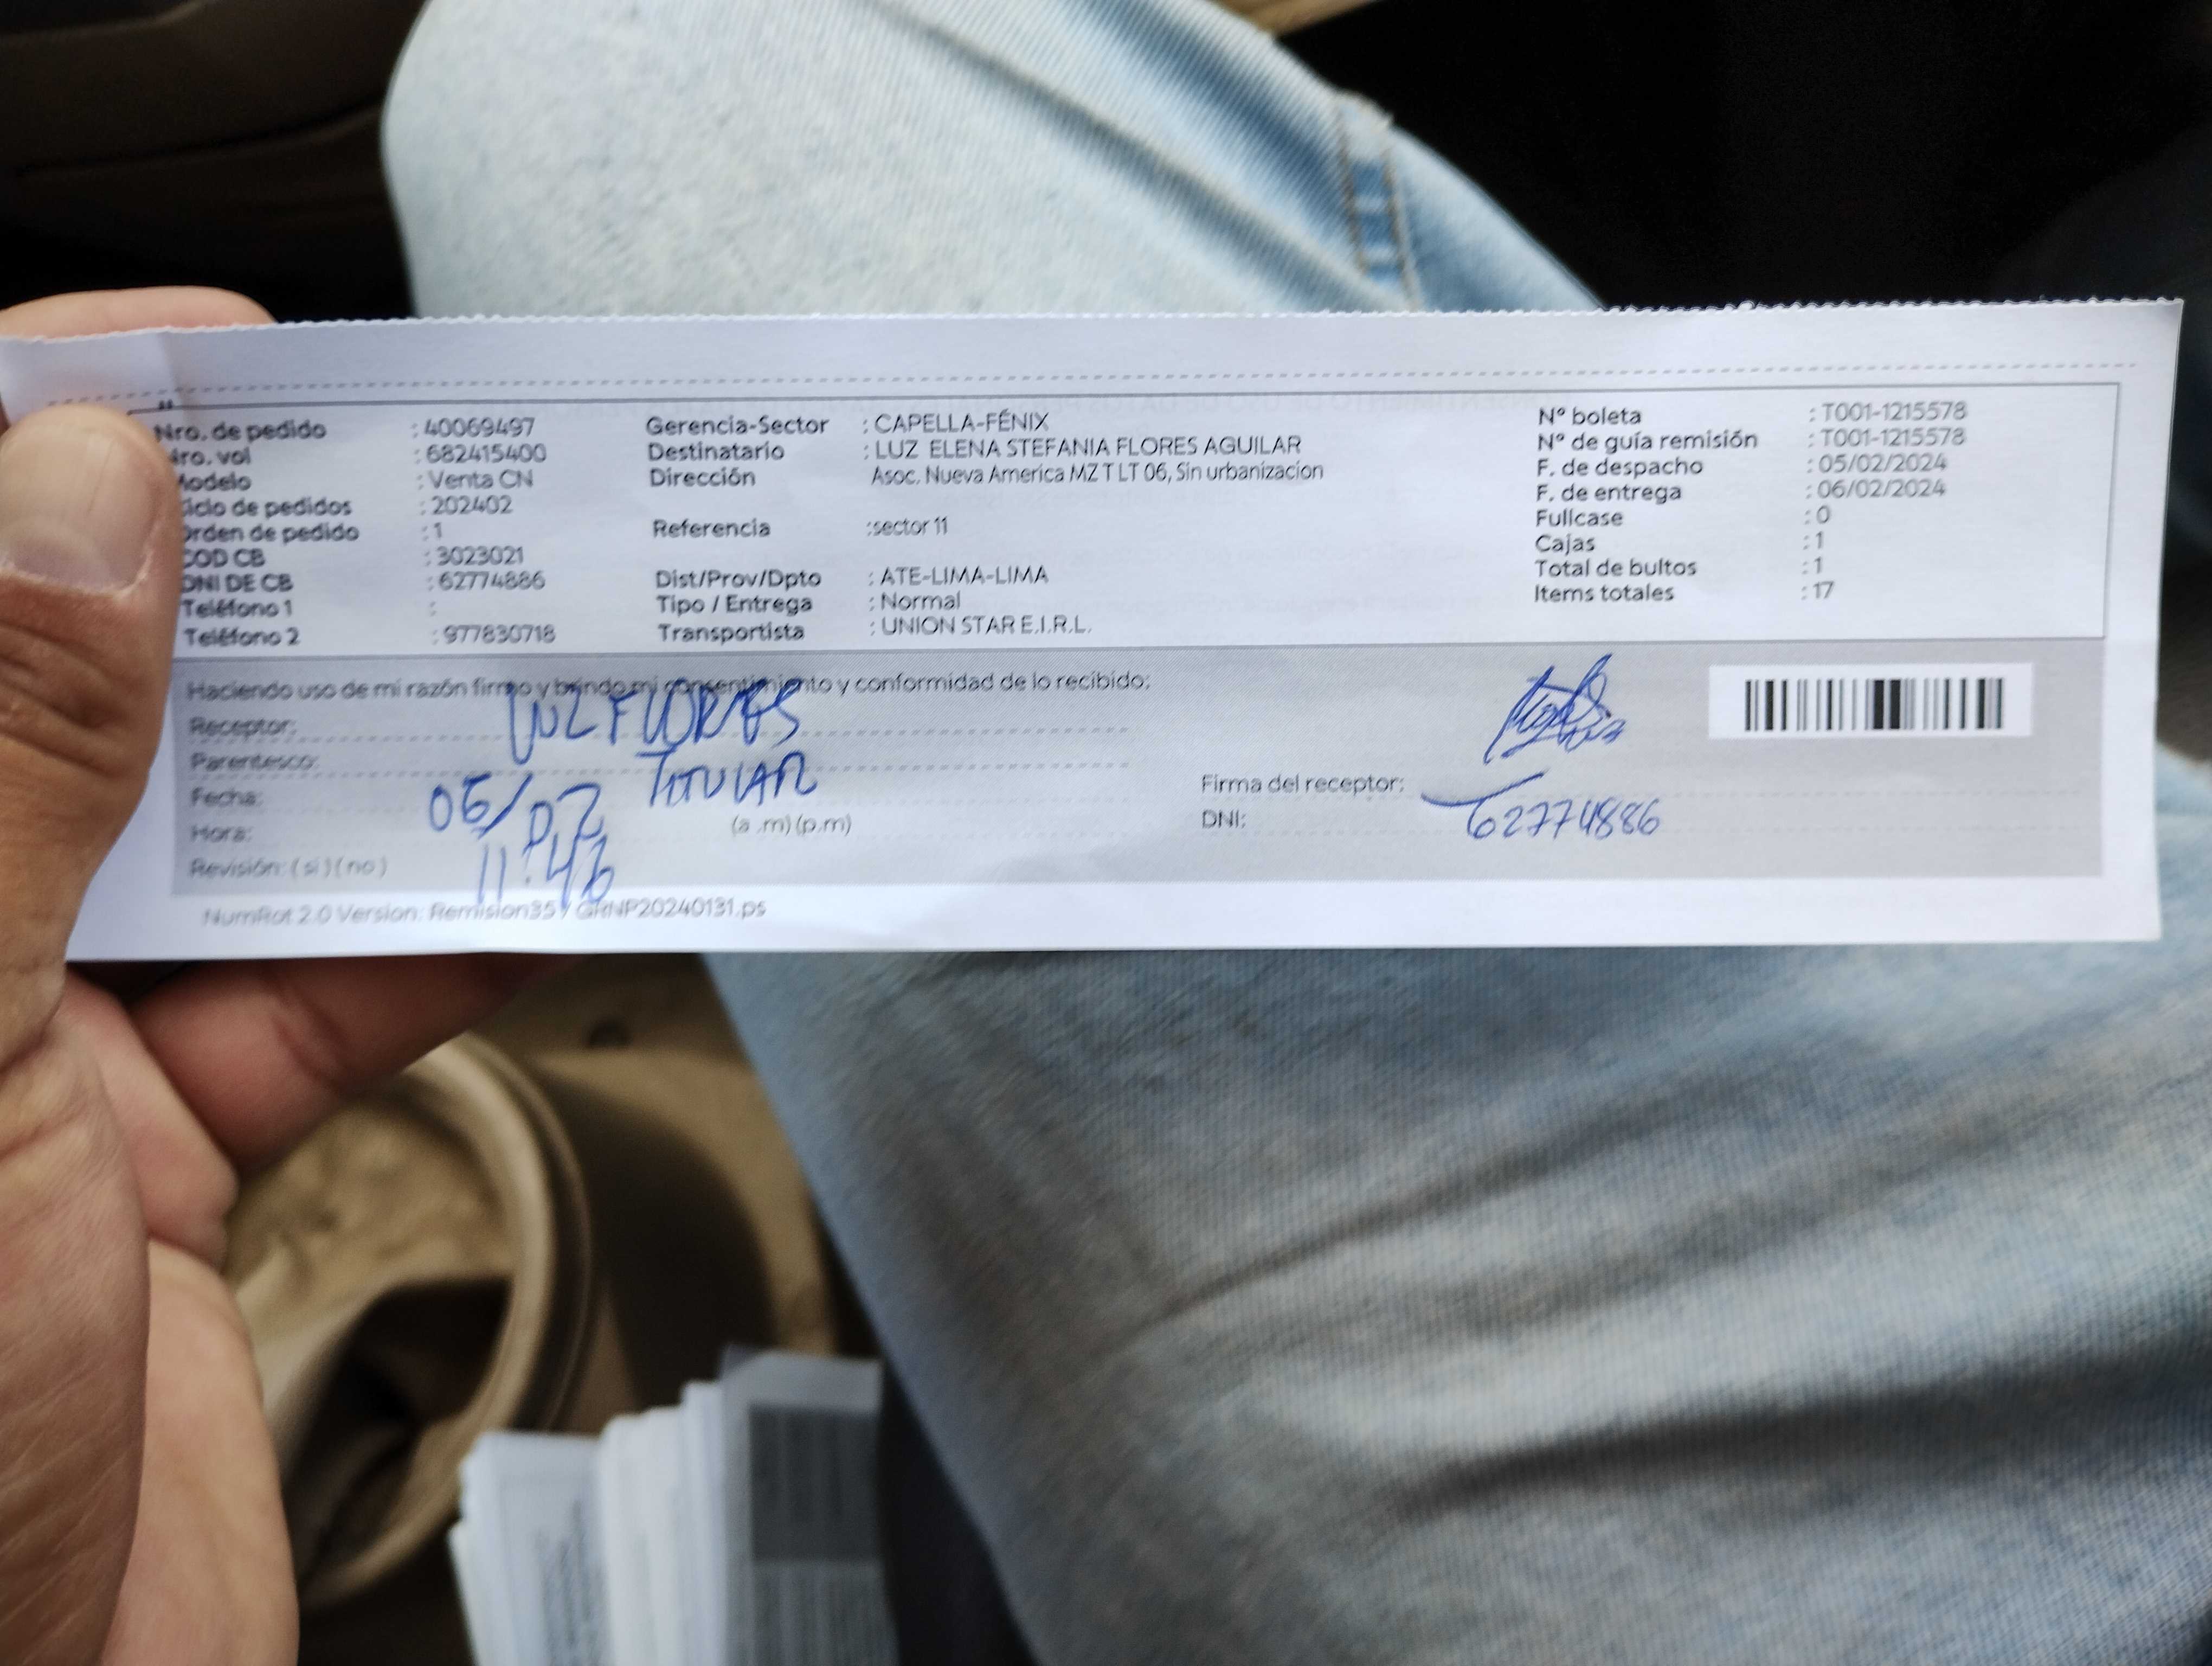 Nro. de pedido : 40069497 Gerencia-Sector : CAPELLA-FÉNIX Nº boleta : T001-1215578
Nro. vol : 682415400 Destinatario : LUZ ELENA STEFANIA FLORES AGUILAR Nº de guía remisión : T001-1215578
Modelo : Venta CN Dirección Asoc. Nueva America MZ T LT 06, Sin urbanizacion F. de despacho : 05/02/2024
Ciclo de pedidos : 202402 F. de entrega : 06/02/2024
Orden de pedido : 1 Referencia :sector 11 Fullcase : 0
COD CB : 3023021 Cajas : 1
DNI DE CB : 62774886 Dist/Prov/Dpto : ATE-LIMA-LIMA Total de bultos : 1
Teléfono 1 : Tipo / Entrega : Normal Items totales : 17
Teléfono 2 : 977830718 Transportista : UNION STAR E.I.R.L.
Haciendo uso de mi razón firmo y brindo mi consentimiento y conformidad de lo recibido:
Receptor: LUZ FLORES
Parentesco: TITULAR
Fecha: 06/02 Firma del receptor:
Hora: 11:43 (a .m) (p.m) DNI: 62774886
Revisión: ( si ) ( no )
NumRot 2.0 Version: GRNP20240131.ps